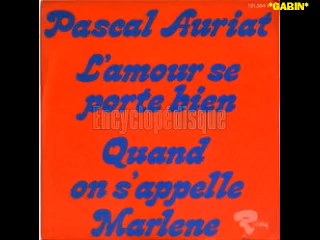 *GABIN*
Pascal Auriat
L'amour se
porte bien
Encyclopédisque
Quand
on s'appelle
Marlene